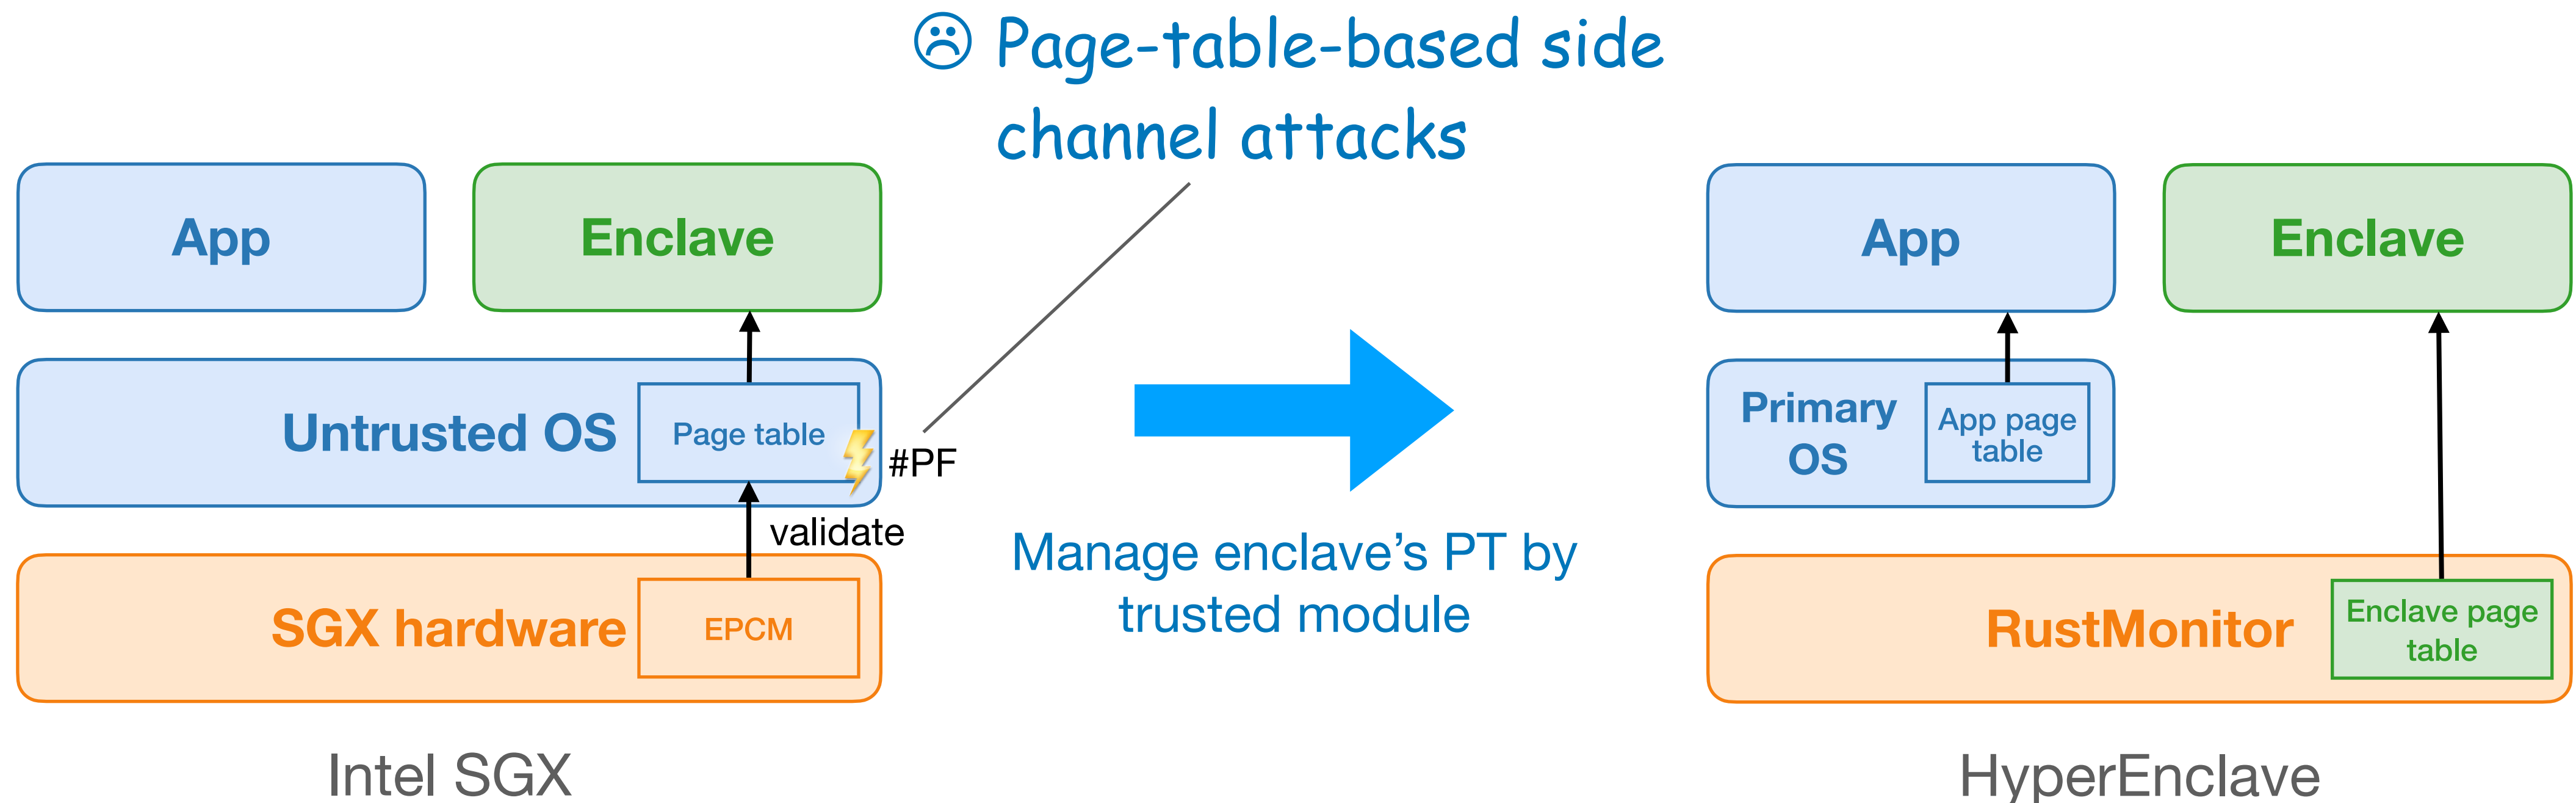 ☹ Page-table-based side
channel attacks
App
Enclave
Untrusted OS
Page table
#PF
validate
SGX hardware
EPCM
Intel SGX
Manage enclave’s PT by
trusted module
App
Enclave
Primary
OS
App page
table
RustMonitor
Enclave page
table
HyperEnclave